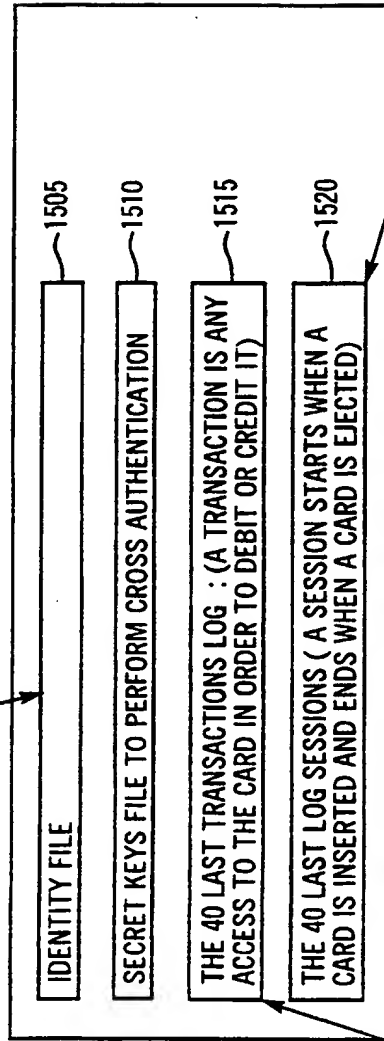 IDENTITY FILE
1505
SECRET KEYS FILE TO PERFORM CROSS AUTHENTICATION
1510
THE 40 LAST TRANSACTIONS LOG : (A TRANSACTION IS ANY
ACCESS TO THE CARD IN ORDER TO DEBIT OR CREDIT IT)
1515
THE 40 LAST LOG SESSIONS ( A SESSION STARTS WHEN A
CARD IS INSERTED AND ENDS WHEN A CARD IS EJECTED)
1520